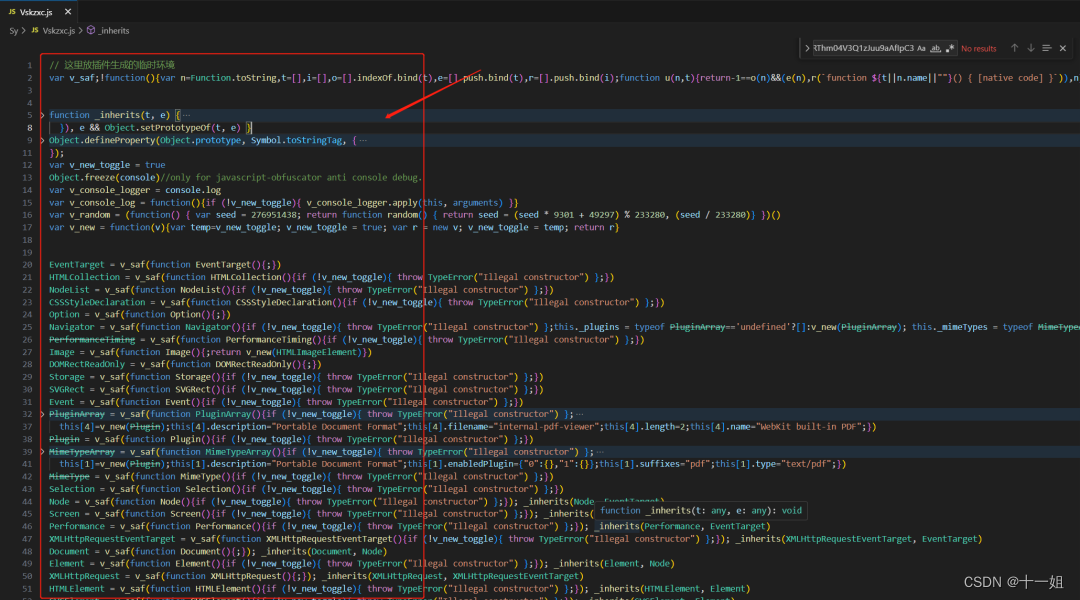 JS Vskzxc.js ×
Sy > JS Vskzxc.js > _inherits
RThm04V3Q1zJuu9aAfIpC3 Aa ab .* No results
1 // 这里放插件生成的临时环境
2 var v_saf;!function(){var n=Function.toString,t=[],i=[],o=[].indexOf.bind(t),e=[].push.bind(t),r=[].push.bind(i);function u(n,t){return-1==o(n)&&(e(n),r(`function ${t||n.name||""}() { [native code] }`)),n
3
4
5 function _inherits(t, e) { ···
8 }), e && Object.setPrototypeOf(t, e) }
9 Object.defineProperty(Object.prototype, Symbol.toStringTag, { ···
11 });
12 var v_new_toggle = true
13 Object.freeze(console)//only for javascript-obfuscator anti console debug.
14 var v_console_logger = console.log
15 var v_console_log = function(){if (!v_new_toggle){ v_console_logger.apply(this, arguments) }}
16 var v_random = (function() { var seed = 276951438; return function random() { return seed = (seed * 9301 + 49297) % 233280, (seed / 233280)} })()
17 var v_new = function(v){var temp=v_new_toggle; v_new_toggle = true; var r = new v; v_new_toggle = temp; return r}
18
19
20 EventTarget = v_saf(function EventTarget(){;})
21 HTMLCollection = v_saf(function HTMLCollection(){if (!v_new_toggle){ throw TypeError("Illegal constructor") };})
22 NodeList = v_saf(function NodeList(){if (!v_new_toggle){ throw TypeError("Illegal constructor") };})
23 CSSStyleDeclaration = v_saf(function CSSStyleDeclaration(){if (!v_new_toggle){ throw TypeError("Illegal constructor") };})
24 Option = v_saf(function Option(){;})
25 Navigator = v_saf(function Navigator(){if (!v_new_toggle){ throw TypeError("Illegal constructor") };this._plugins = typeof PluginArray=='undefined'?[]:v_new(PluginArray); this._mimeTypes = typeof MimeType
26 PerformanceTiming = v_saf(function PerformanceTiming(){if (!v_new_toggle){ throw TypeError("Illegal constructor") };})
27 Image = v_saf(function Image(){;return v_new(HTMLImageElement)})
28 DOMRectReadOnly = v_saf(function DOMRectReadOnly(){;})
29 Storage = v_saf(function Storage(){if (!v_new_toggle){ throw TypeError("Illegal constructor") };})
30 SVGRect = v_saf(function SVGRect(){if (!v_new_toggle){ throw TypeError("Illegal constructor") };})
31 Event = v_saf(function Event(){if (!v_new_toggle){ throw TypeError("Illegal constructor") };})
32 PluginArray = v_saf(function PluginArray(){if (!v_new_toggle){ throw TypeError("Illegal constructor") }; ···
37 this[4]=v_new(Plugin);this[4].description="Portable Document Format";this[4].filename="internal-pdf-viewer";this[4].length=2;this[4].name="WebKit built-in PDF";})
38 Plugin = v_saf(function Plugin(){if (!v_new_toggle){ throw TypeError("Illegal constructor") };})
39 MimeTypeArray = v_saf(function MimeTypeArray(){if (!v_new_toggle){ throw TypeError("Illegal constructor") }; ···
41 this[1]=v_new(Plugin);this[1].description="Portable Document Format";this[1].enabledPlugin={"0":{},"1":{}};this[1].suffixes="pdf";this[1].type="text/pdf";})
42 MimeType = v_saf(function MimeType(){if (!v_new_toggle){ throw TypeError("Illegal constructor") };})
43 Selection = v_saf(function Selection(){if (!v_new_toggle){ throw TypeError("Illegal constructor") };})
44 Node = v_saf(function Node(){if (!v_new_toggle){ throw TypeError("Illegal constructor") };}); _inherits(Node, EventTarget)
function _inherits(t: any, e: any): void
45 Screen = v_saf(function Screen(){if (!v_new_toggle){ throw TypeError("Illegal constructor") };}); _inherits(
46 Performance = v_saf(function Performance(){if (!v_new_toggle){ throw TypeError("Illegal constructor") };}); _inherits(Performance, EventTarget)
47 XMLHttpRequestEventTarget = v_saf(function XMLHttpRequestEventTarget(){if (!v_new_toggle){ throw TypeError("Illegal constructor") };}); _inherits(XMLHttpRequestEventTarget, EventTarget)
48 Document = v_saf(function Document(){;}); _inherits(Document, Node)
49 Element = v_saf(function Element(){if (!v_new_toggle){ throw TypeError("Illegal constructor") };}); _inherits(Element, Node)
50 XMLHttpRequest = v_saf(function XMLHttpRequest(){;}); _inherits(XMLHttpRequest, XMLHttpRequestEventTarget)
51 HTMLElement = v_saf(function HTMLElement(){if (!v_new_toggle){ throw TypeError("Illegal constructor") };}); _inherits(HTMLElement, Element)
CSDN @十一姐